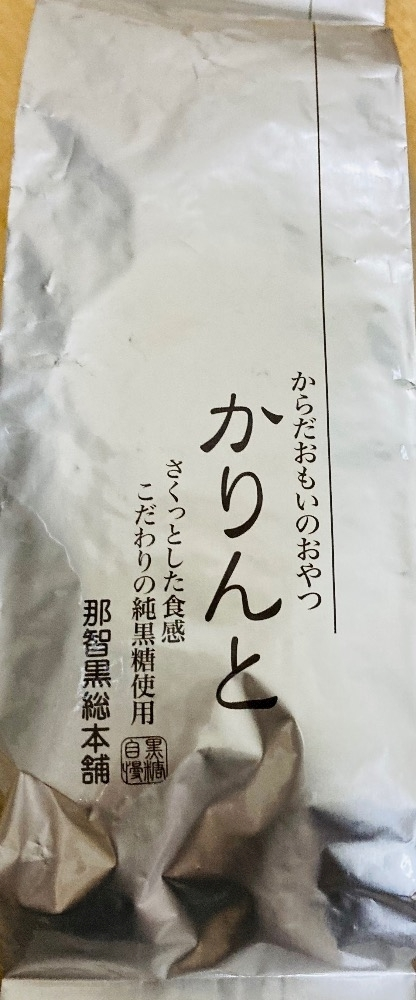 からだおもいのおやつ
かりんと
さくっとした食感
こだわりの純黒糖使用
黒糖
自慢
那智黒総本舗